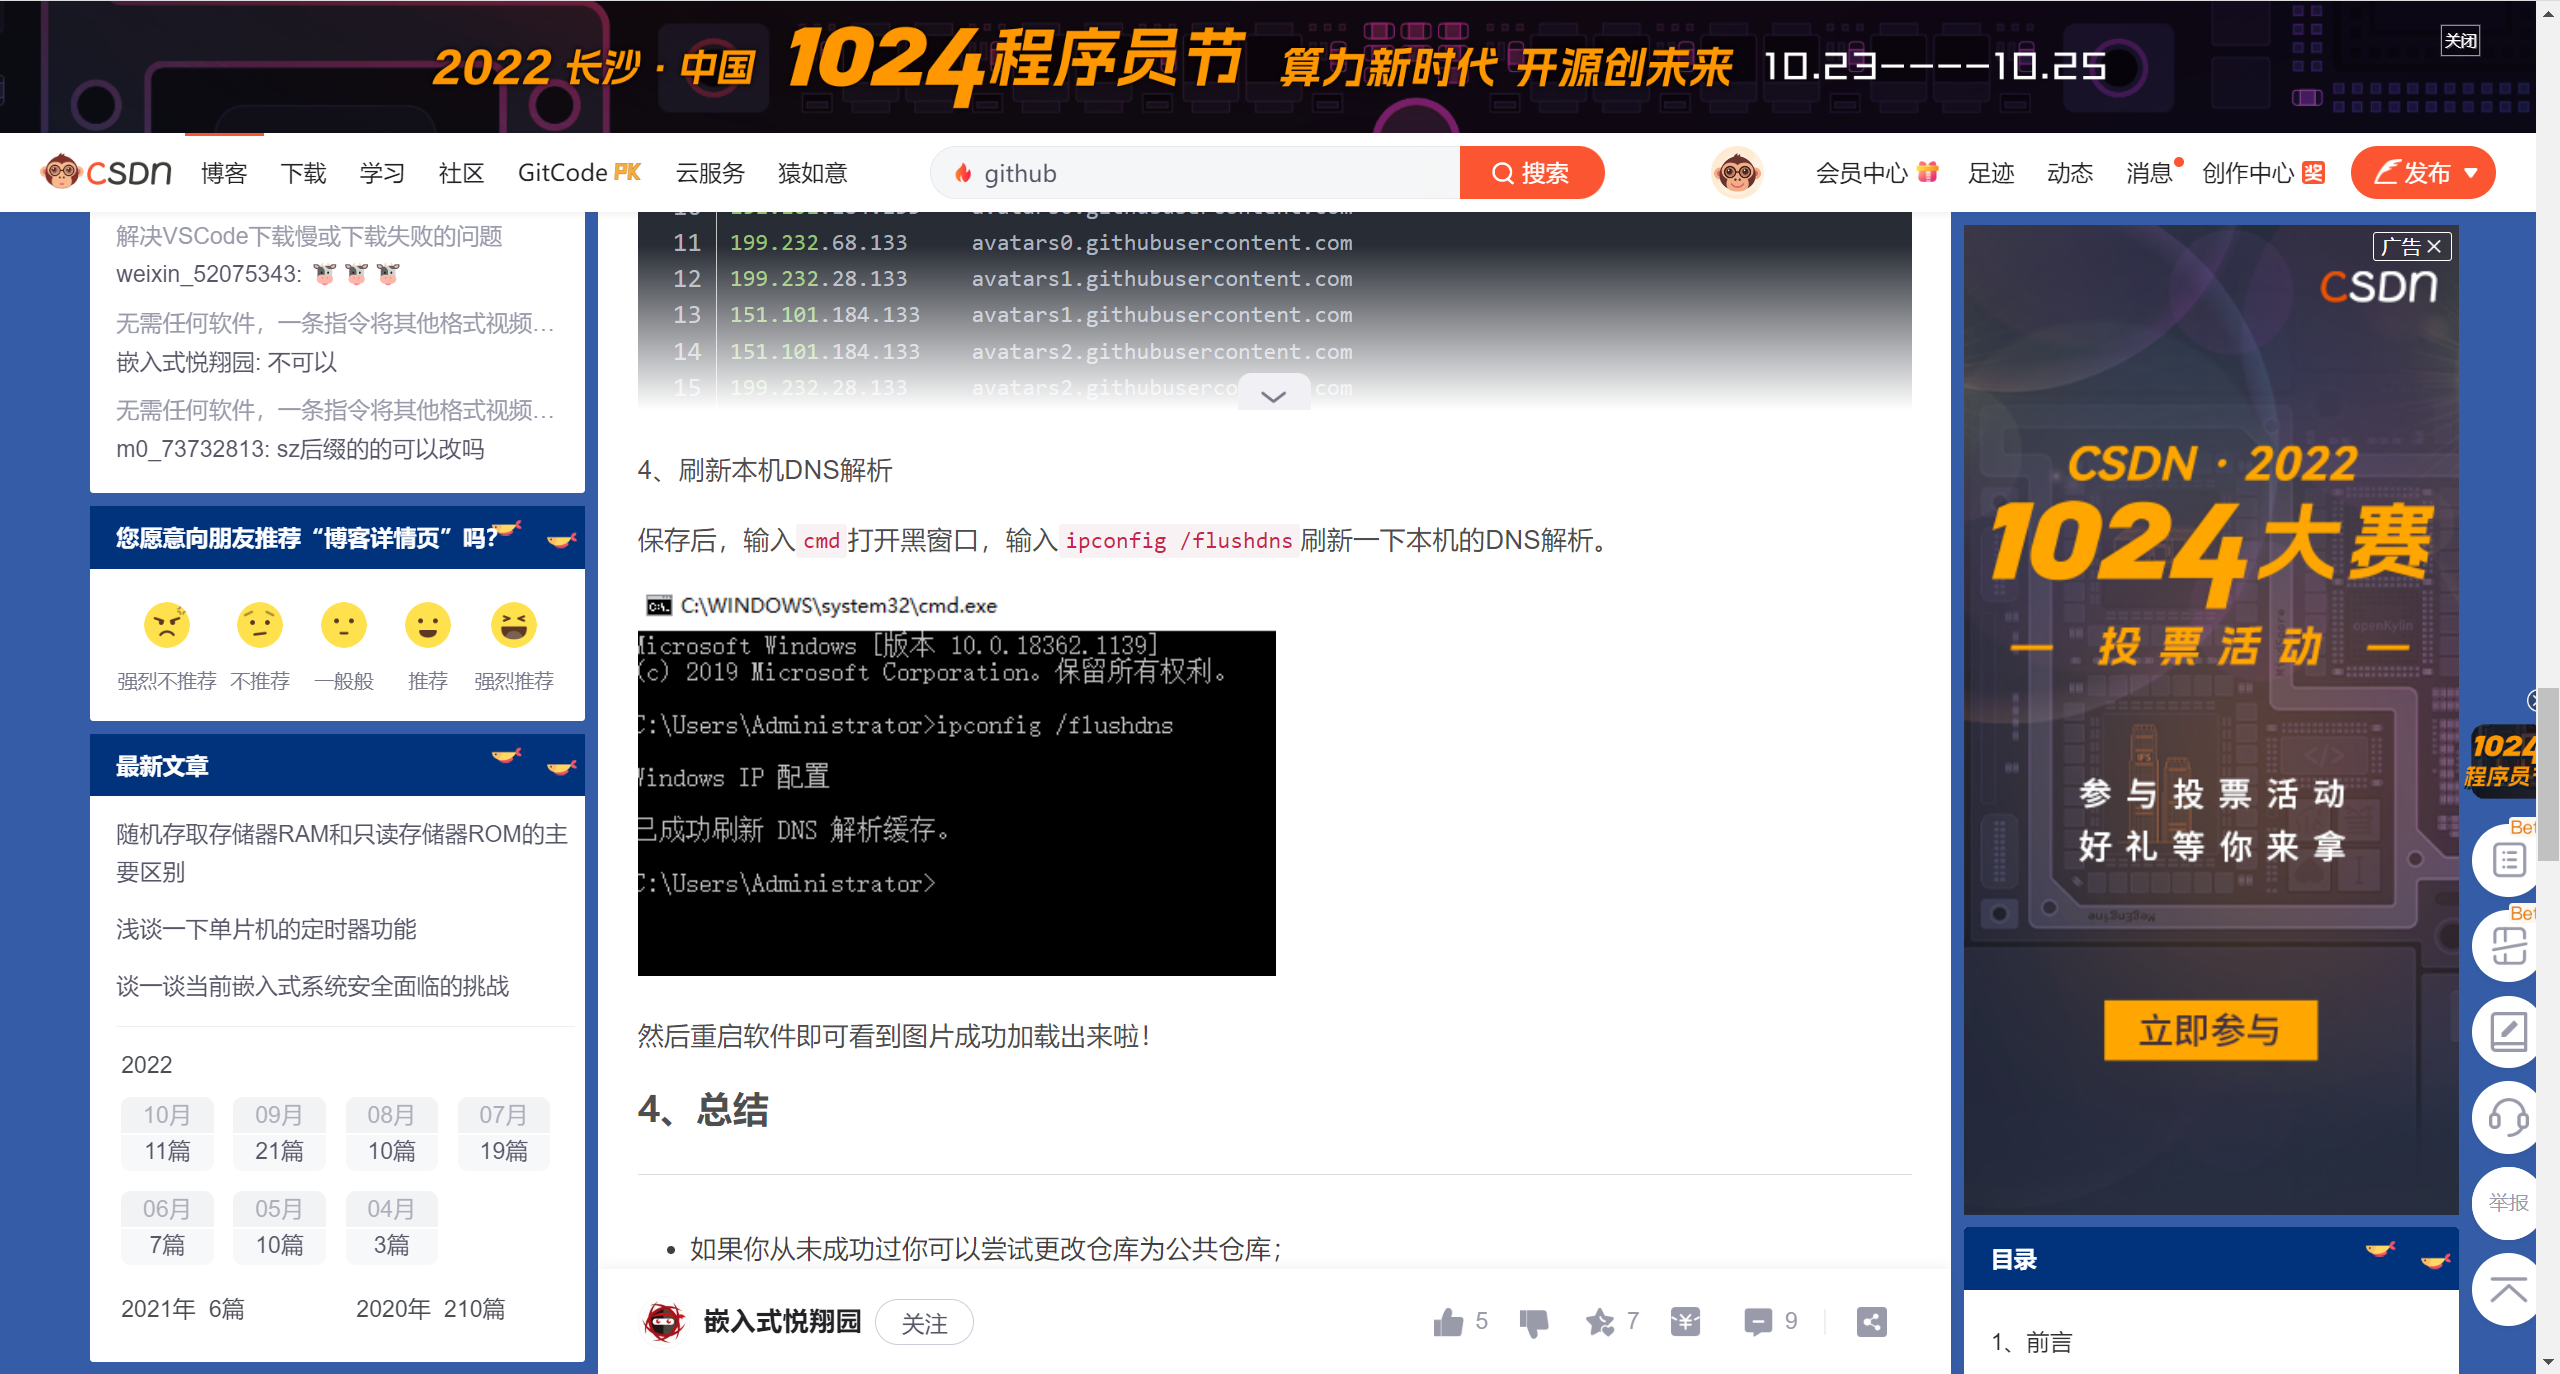 2022 长沙 · 中国 1024程序员节 算力新时代 开源创未来 10.23----10.25
关闭
CSDN 博客 下载 学习 社区 GitCode PK 云服务 猿如意 github 搜索 会员中心 足迹 动态 消息 创作中心 奖 发布
解决VSCode下载慢或下载失败的问题
weixin_52075343:
无需任何软件，一条指令将其他格式视频...
嵌入式悦翔园: 不可以
无需任何软件，一条指令将其他格式视频...
m0_73732813: sz后缀的的可以改吗
您愿意向朋友推荐“博客详情页”吗?
强烈不推荐 不推荐 一般般 推荐 强烈推荐
最新文章
随机存取存储器RAM和只读存储器ROM的主
要区别
浅谈一下单片机的定时器功能
谈一谈当前嵌入式系统安全面临的挑战
2022
10月 09月 08月 07月
11篇 21篇 10篇 19篇
06月 05月 04月
7篇 10篇 3篇
2021年 6篇 2020年 210篇
11 199.232.68.133 avatars0.githubusercontent.com
12 199.232.28.133 avatars1.githubusercontent.com
13 151.101.184.133 avatars1.githubusercontent.com
14 151.101.184.133 avatars2.githubusercontent.com
15 199.232.28.133 avatars2.githubuserco com
4、刷新本机DNS解析
保存后，输入cmd打开黑窗口，输入ipconfig /flushdns刷新一下本机的DNS解析。
C:\WINDOWS\system32\cmd.exe
Microsoft Windows [版本 10.0.18362.1139]
(c) 2019 Microsoft Corporation。保留所有权利。
C:\Users\Administrator>ipconfig /flushdns
Windows IP 配置
已成功刷新 DNS 解析缓存。
C:\Users\Administrator>
然后重启软件即可看到图片成功加载出来啦！
4、总结
• 如果你从未成功过你可以尝试更改仓库为公共仓库；
嵌入式悦翔园 关注 5 7 9
广告
CSDN
CSDN · 2022
1024大赛
— 投票活动 —
openKylin
参与投票活动
好礼等你来拿
立即参与
目录
1、前言
1024
程序员
Bet
Bet
举报